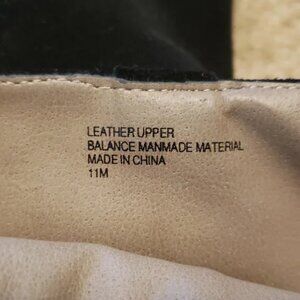 LEATHER UPPER
BALANCE MANMADE MATERIAL
MADE IN CHINA
11M